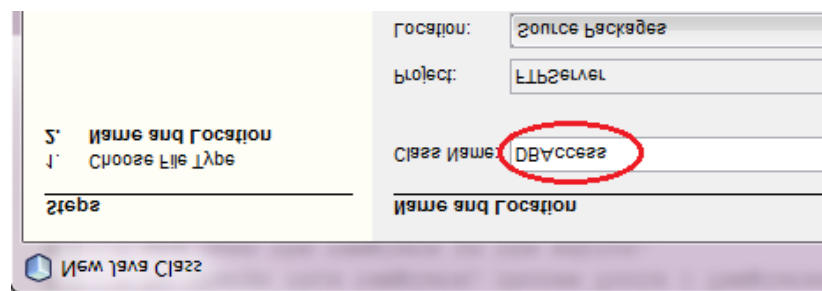 New Java Class
Steps
1. Choose File Type
2. Name and Location
Name and Location
Class Name: DBAccess
Project: FTPServer
Location: Source Packages